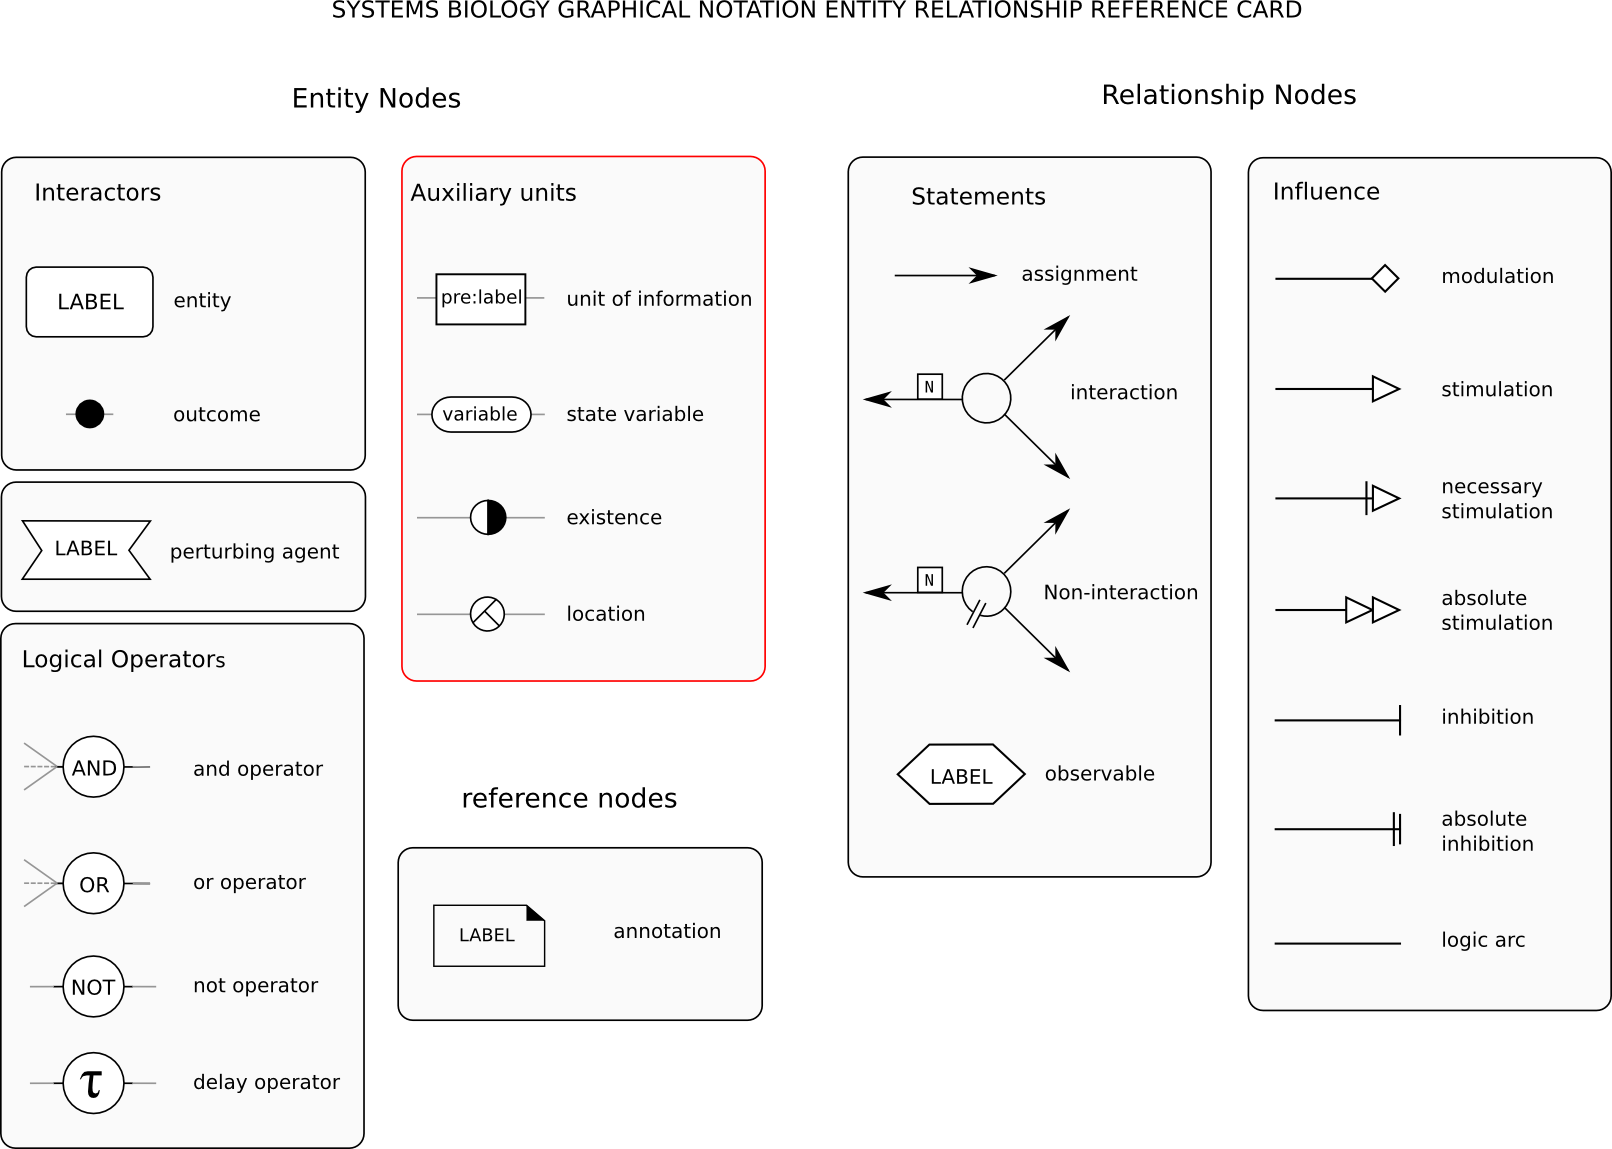 SYSTEMS BIOLOGY GRAPHICAL NOTATION ENTITY RELATIONSHIP REFERENCE CARD
Entity Nodes
Interactors
LABEL
entity
outcome
LABEL
perturbing agent
Logical Operators
AND
and operator
OR
or operator
NOT
not operator
τ
delay operator
Auxiliary units
pre:label
unit of information
variable
state variable
existence
location
reference nodes
LABEL
annotation
Relationship Nodes
Statements
assignment
N
interaction
N
Non-interaction
LABEL
observable
Influence
modulation
stimulation
necessary
stimulation
absolute
stimulation
inhibition
absolute
inhibition
logic arc